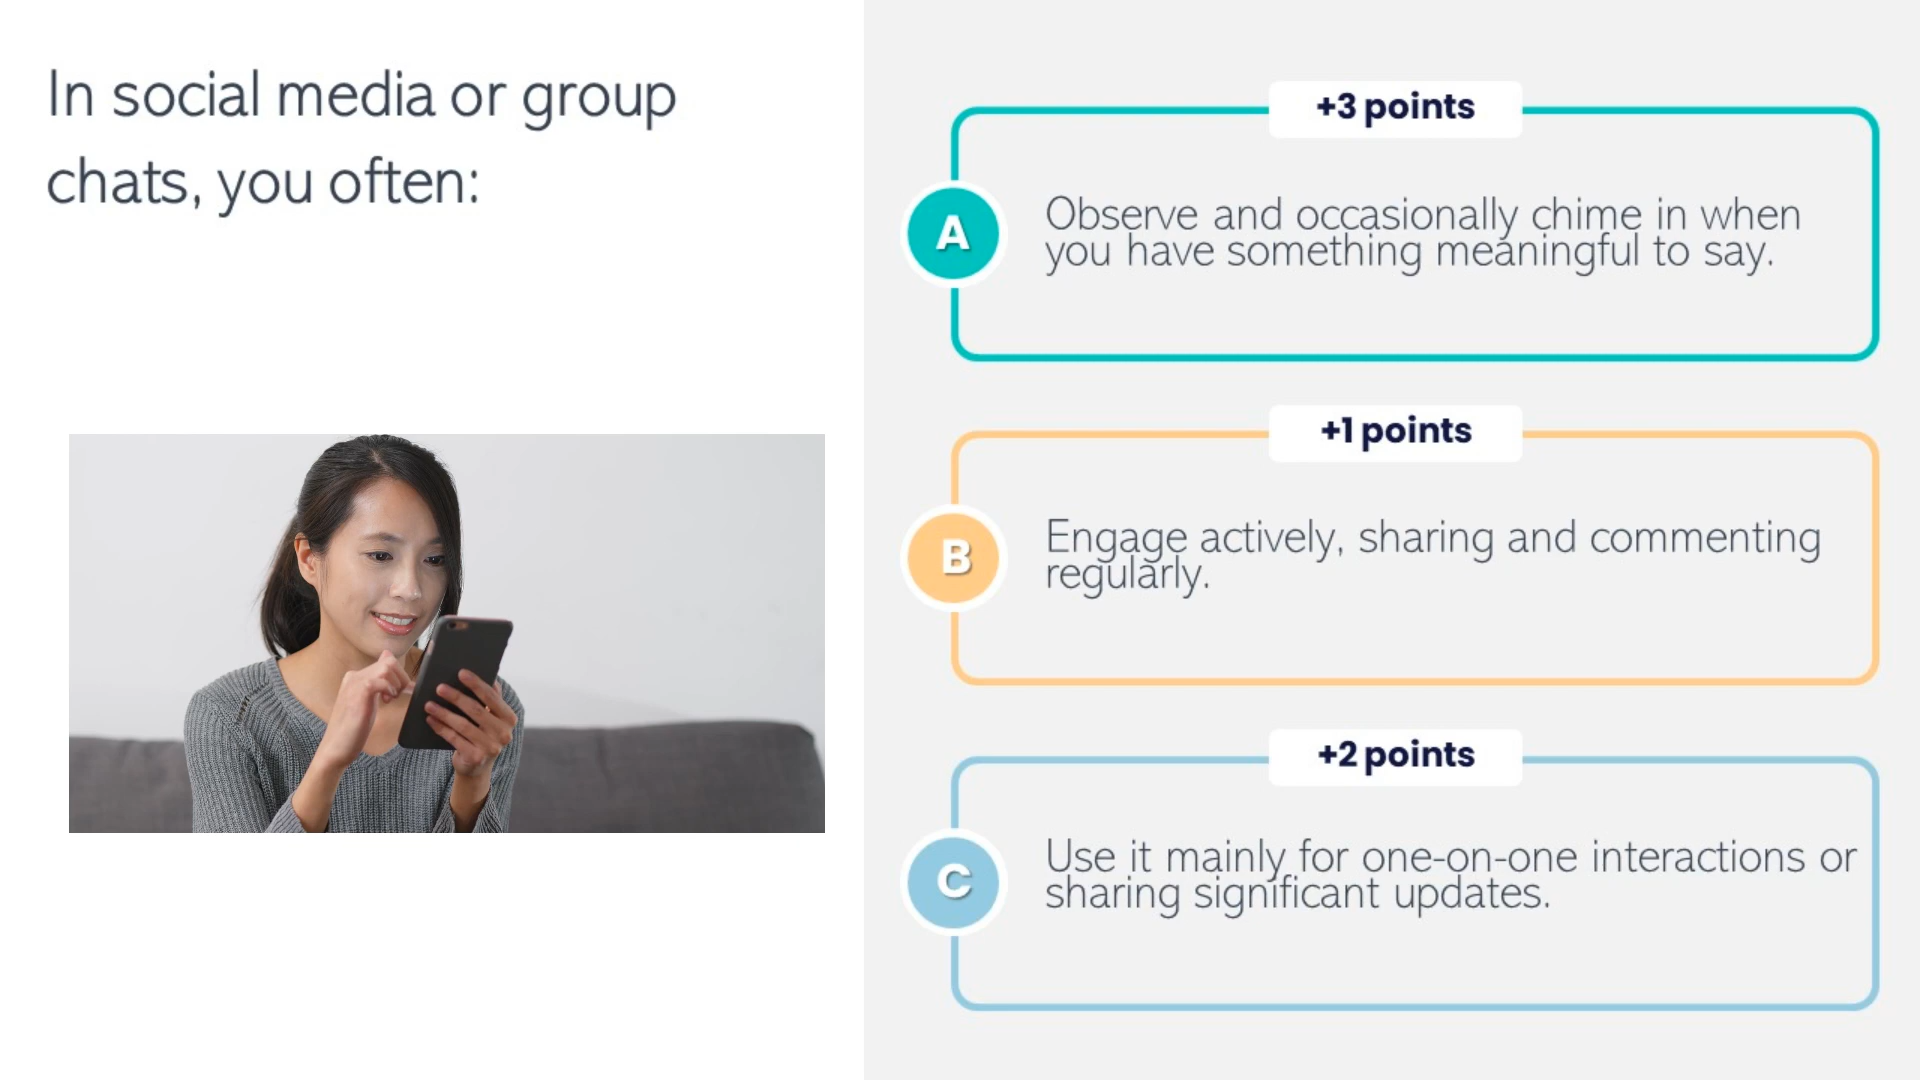 In social media or group
chats, you often:
+3 points
A
Observe and occasionally chime in when
you have something meaningful to say.
+1 points
B
Engage actively, sharing and commenting
regularly.
+2 points
C
Use it mainly for one-on-one interactions or
sharing significant updates.